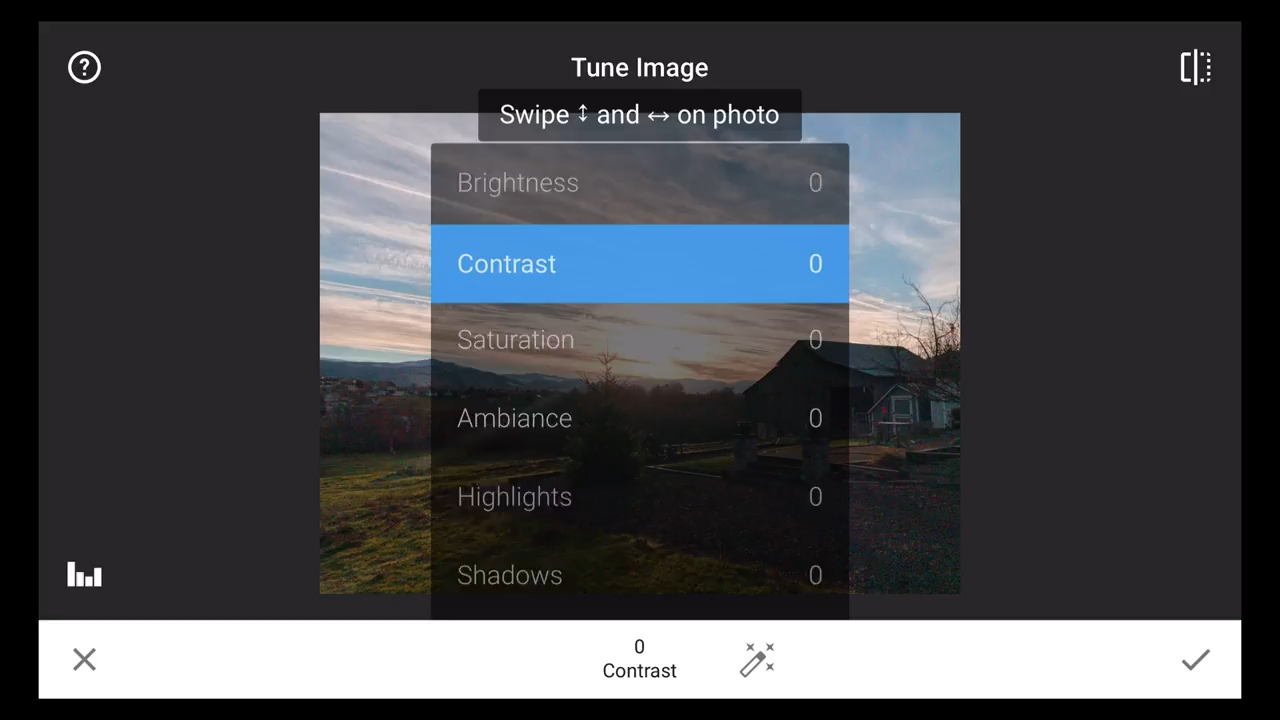 ?
Tune Image
Swipe ↕ and ↔ on photo
Brightness 0
Contrast 0
Saturation 0
Ambiance 0
Highlights 0
Shadows 0
0
Contrast